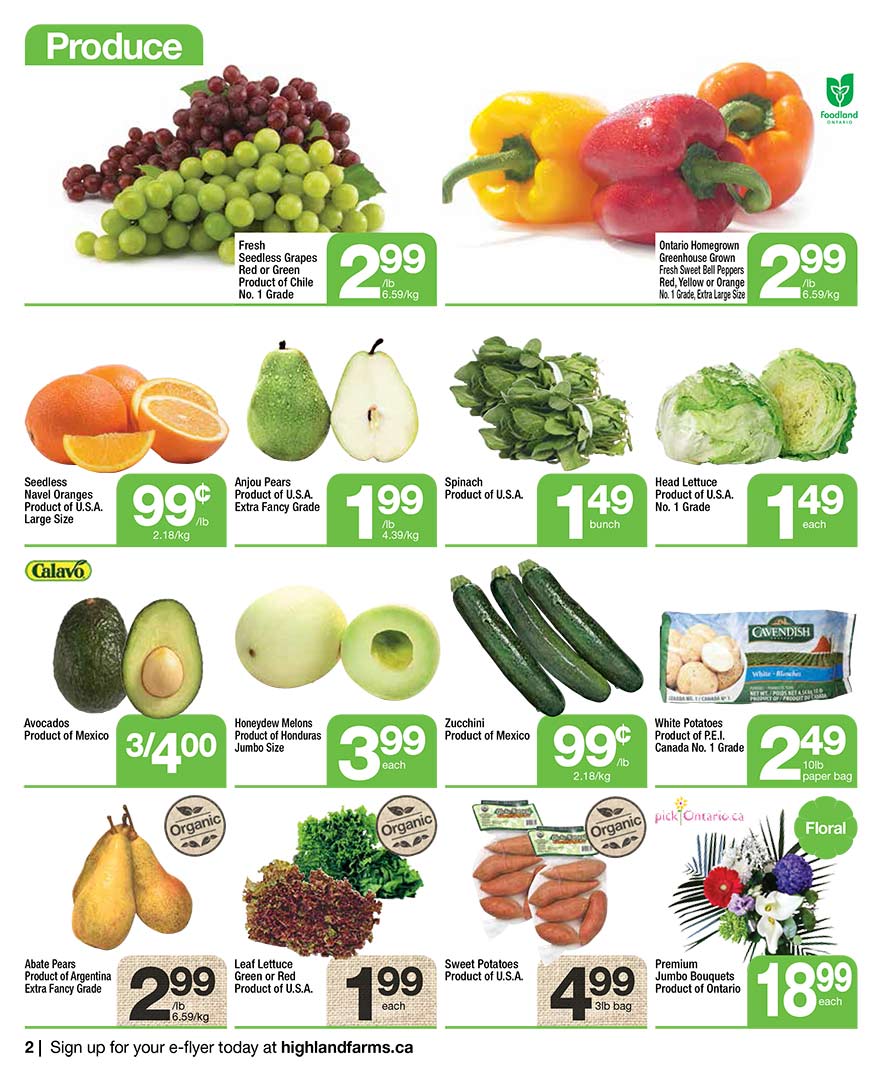 Produce
Foodland
ONTARIO
Fresh
Seedless Grapes
Red or Green
Product of Chile
No. 1 Grade
2.99
/lb
6.59/kg
Ontario Homegrown
Greenhouse Grown
Fresh Sweet Bell Peppers
Red, Yellow or Orange
No. 1 Grade, Extra Large Size
2.99
/lb
6.59/kg
Seedless
Navel Oranges
Product of U.S.A.
Large Size
99¢
/lb
2.18/kg
Anjou Pears
Product of U.S.A.
Extra Fancy Grade
1.99
/lb
4.39/kg
Spinach
Product of U.S.A.
1.49
bunch
Head Lettuce
Product of U.S.A.
No. 1 Grade
1.49
each
Calavo
Avocados
Product of Mexico
3/4.00
Honeydew Melons
Product of Honduras
Jumbo Size
3.99
each
Zucchini
Product of Mexico
99¢
/lb
2.18/kg
CAVENDISH
White • Blanches
White Potatoes
Product of P.E.I.
Canada No. 1 Grade
2.49
10lb
paper bag
Organic
Abate Pears
Product of Argentina
Extra Fancy Grade
2.99
/lb
6.59/kg
Organic
Leaf Lettuce
Green or Red
Product of U.S.A.
1.99
each
Organic
Sweet Potatoes
Product of U.S.A.
4.99
3lb bag
pickOntario.ca
Floral
Premium
Jumbo Bouquets
Product of Ontario
18.99
each
2 | Sign up for your e-flyer today at highlandfarms.ca